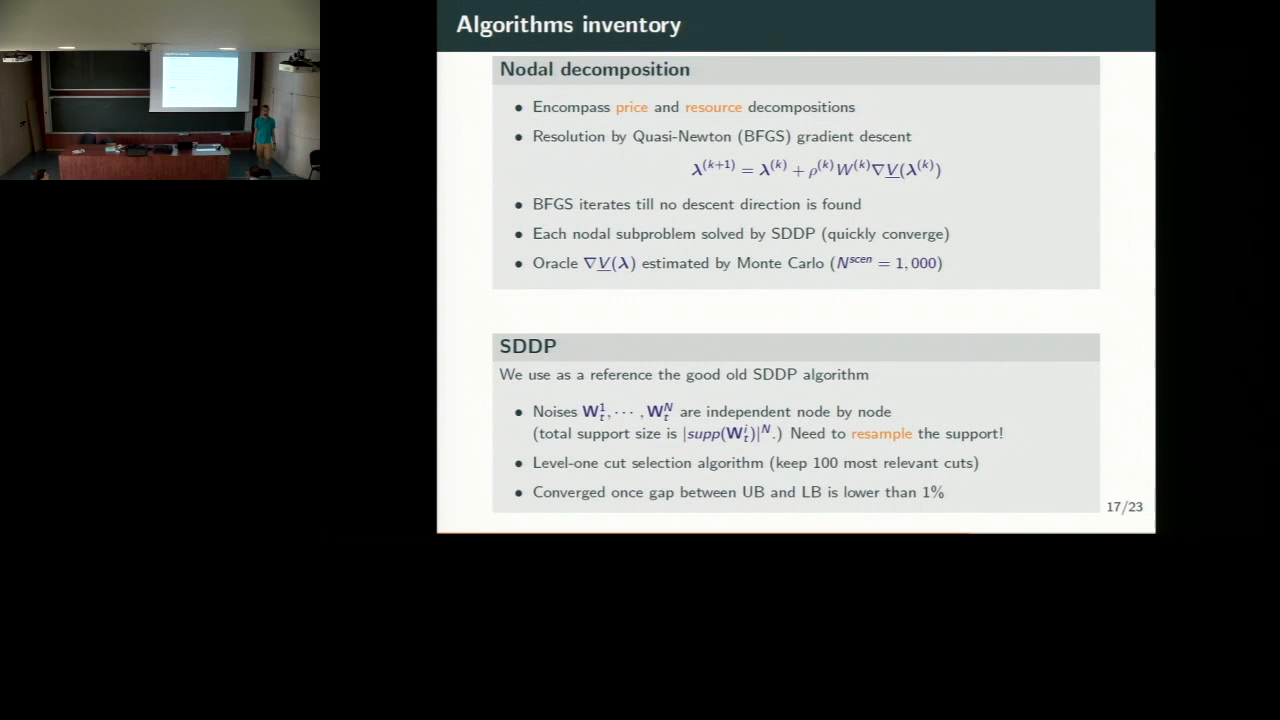 Algorithms inventory
Nodal decomposition
• Encompass price and resource decompositions
• Resolution by Quasi-Newton (BFGS) gradient descent
λ^(k+1) = λ^(k) + ρ^(k) W^(k) ∇V̲(λ^(k))
• BFGS iterates till no descent direction is found
• Each nodal subproblem solved by SDDP (quickly converge)
• Oracle ∇V̲(λ) estimated by Monte Carlo (N^scen = 1,000)
SDDP
We use as a reference the good old SDDP algorithm
• Noises W_t^1, ⋯ , W_t^N are independent node by node
(total support size is |supp(W_t^i)|^N.) Need to resample the support!
• Level-one cut selection algorithm (keep 100 most relevant cuts)
• Converged once gap between UB and LB is lower than 1%
17/23